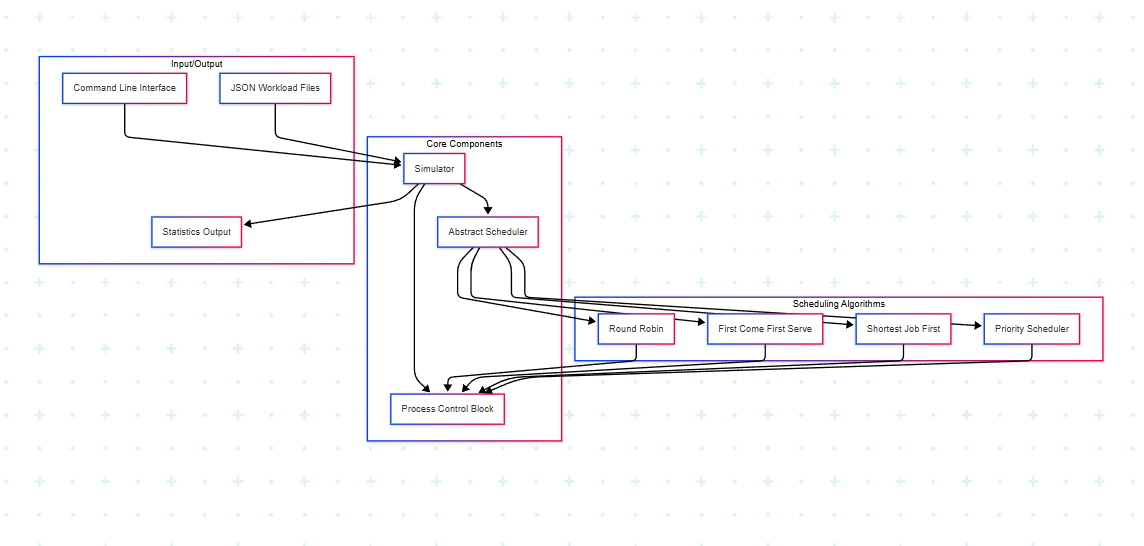 Input/Output
Command Line Interface
JSON Workload Files
Statistics Output
Core Components
Simulator
Abstract Scheduler
Process Control Block
Scheduling Algorithms
Round Robin
First Come First Serve
Shortest Job First
Priority Scheduler